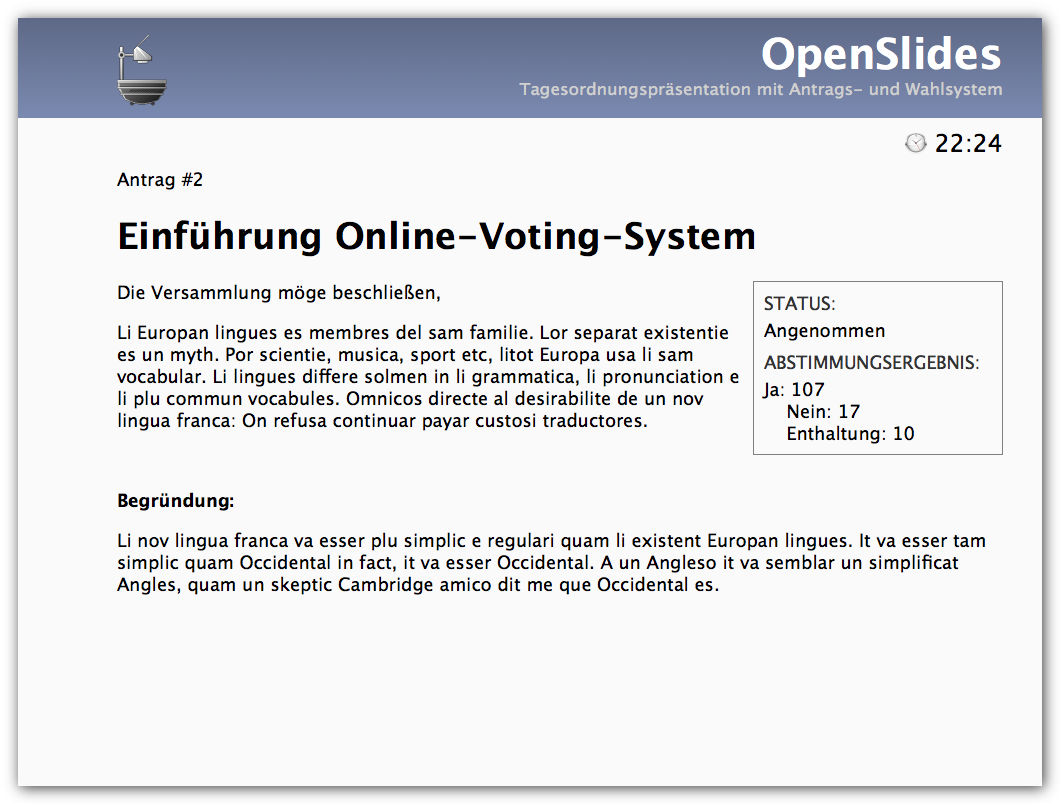 OpenSlides
Tagesordnungspräsentation mit Antrags- und Wahlsystem
22:24
Antrag #2
Einführung Online-Voting-System
Die Versammlung möge beschließen,
Li Europan lingues es membres del sam familie. Lor separat existentie
es un myth. Por scientie, musica, sport etc, litot Europa usa li sam
vocabular. Li lingues differe solmen in li grammatica, li pronunciation e
li plu commun vocabules. Omnicos directe al desirabilite de un nov
lingua franca: On refusa continuar payar custosi traductores.
STATUS:
Angenommen
ABSTIMMUNGSERGEBNIS:
Ja: 107
Nein: 17
Enthaltung: 10
Begründung:
Li nov lingua franca va esser plu simplic e regulari quam li existent Europan lingues. It va esser tam
simplic quam Occidental in fact, it va esser Occidental. A un Angleso it va semblar un simplificat
Angles, quam un skeptic Cambridge amico dit me que Occidental es.